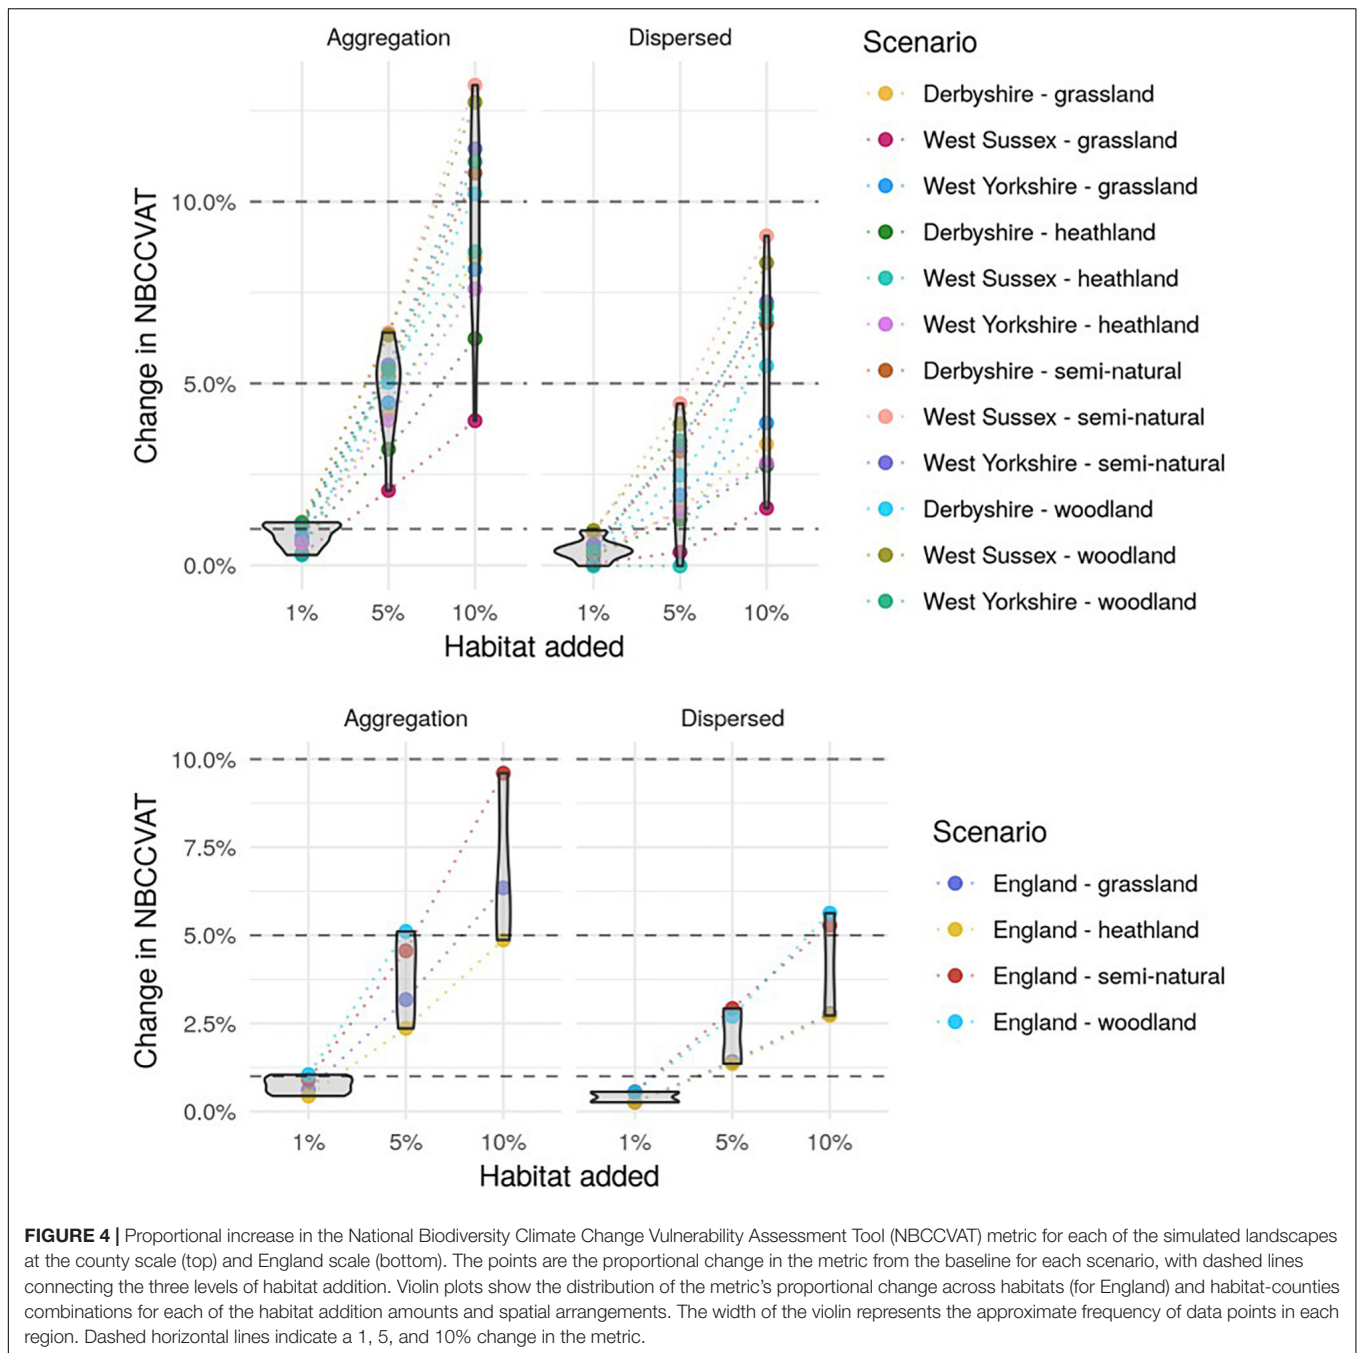 Aggregation
Dispersed
Scenario
Change in NBCCVAT
10.0%
5.0%
0.0%
1%
5%
10%
1%
5%
10%
Habitat added
Derbyshire - grassland
West Sussex - grassland
West Yorkshire - grassland
Derbyshire - heathland
West Sussex - heathland
West Yorkshire - heathland
Derbyshire - semi-natural
West Sussex - semi-natural
West Yorkshire - semi-natural
Derbyshire - woodland
West Sussex - woodland
West Yorkshire - woodland
Aggregation
Dispersed
Change in NBCCVAT
10.0%
7.5%
5.0%
2.5%
0.0%
1%
5%
10%
1%
5%
10%
Habitat added
Scenario
England - grassland
England - heathland
England - semi-natural
England - woodland
FIGURE 4 | Proportional increase in the National Biodiversity Climate Change Vulnerability Assessment Tool (NBCCVAT) metric for each of the simulated landscapes
at the county scale (top) and England scale (bottom). The points are the proportional change in the metric from the baseline for each scenario, with dashed lines
connecting the three levels of habitat addition. Violin plots show the distribution of the metric's proportional change across habitats (for England) and habitat-counties
combinations for each of the habitat addition amounts and spatial arrangements. The width of the violin represents the approximate frequency of data points in each
region. Dashed horizontal lines indicate a 1, 5, and 10% change in the metric.